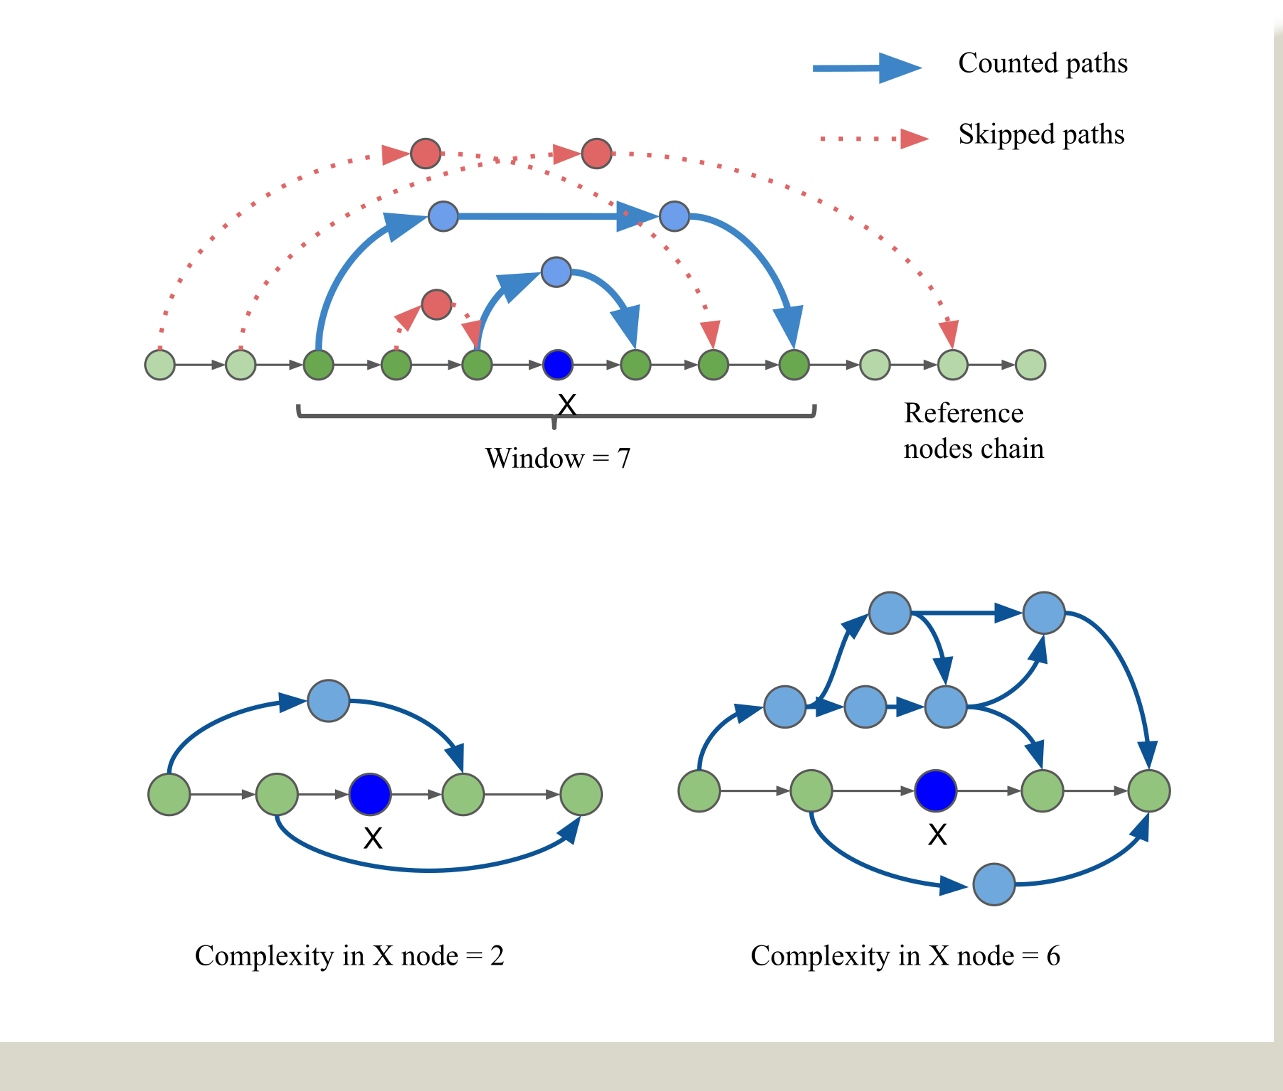 Counted paths
Skipped paths
X
Reference
nodes chain
Window = 7
X
X
Complexity in X node = 2
Complexity in X node = 6